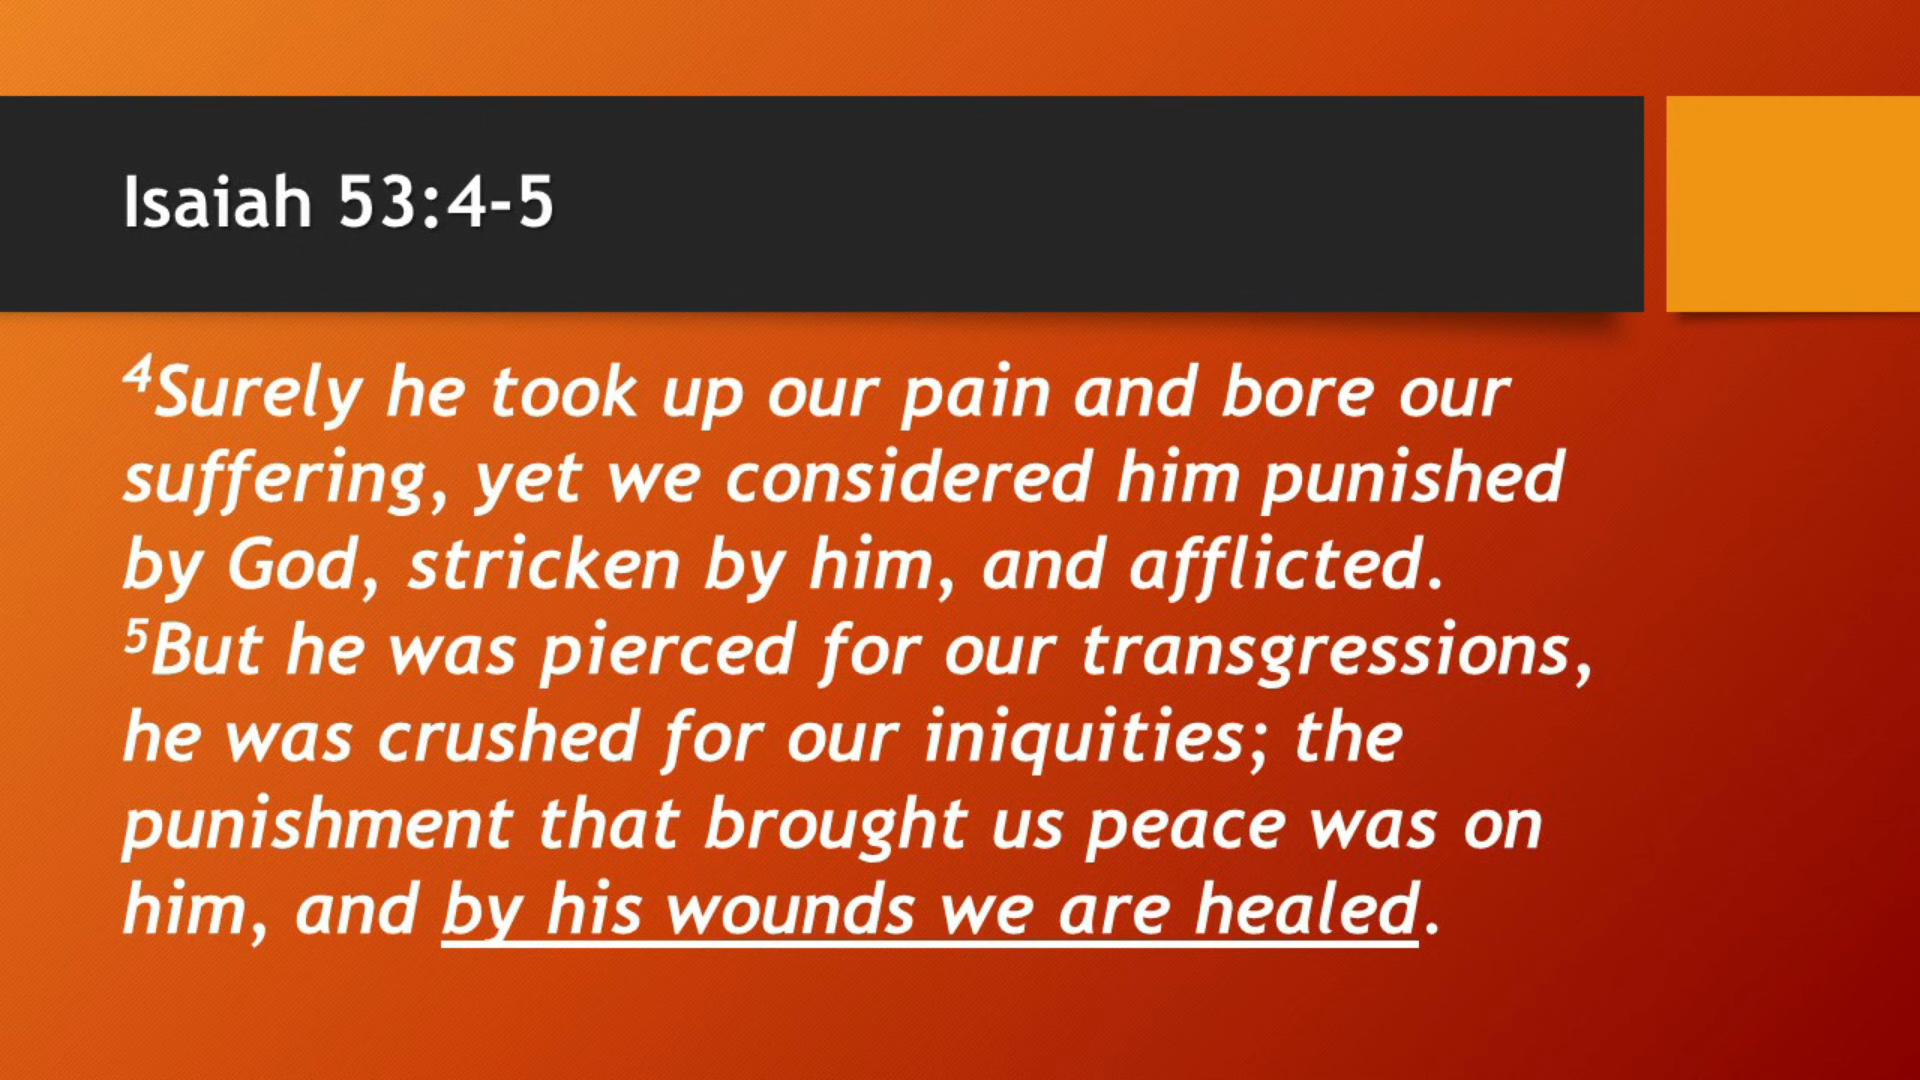 Isaiah 53:4-5
⁴Surely he took up our pain and bore our
suffering, yet we considered him punished
by God, stricken by him, and afflicted.
⁵But he was pierced for our transgressions,
he was crushed for our iniquities; the
punishment that brought us peace was on
him, and by his wounds we are healed.